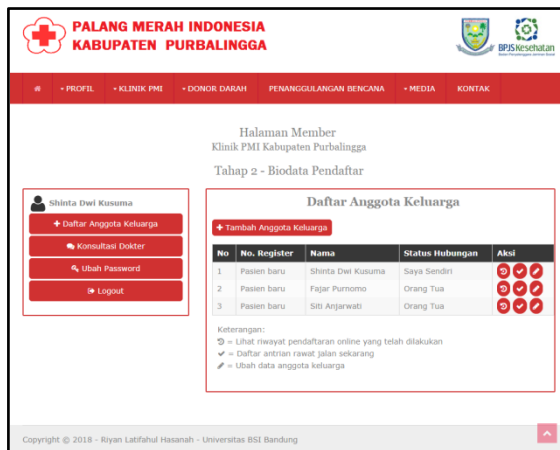 PALANG MERAH INDONESIA
KABUPATEN PURBALINGGA
BPJS Kesehatan
PROFIL
KLINIK PMI
DONOR DARAH
PENANGGULANGAN BENCANA
MEDIA
KONTAK
Halaman Member
Klinik PMI Kabupaten Purbalingga
Tahap 2 - Biodata Pendaftar
Shinta Dwi Kusuma
Daftar Anggota Keluarga
Konsultasi Dokter
Ubah Password
Logout
Daftar Anggota Keluarga
Tambah Anggota Keluarga
No No. Register Nama Status Hubungan Aksi
1 Pasien baru Shinta Dwi Kusuma Saya Sendiri
2 Pasien baru Fajar Purnomo Orang Tua
3 Pasien baru Siti Anjarwati Orang Tua
Keterangan:
= Lihat riwayat pendaftaran online yang telah dilakukan
= Daftar antrian rawat jalan sekarang
= Ubah data anggota keluarga
Copyright © 2018 - Riyan Latifahul Hasanah - Universitas BSI Bandung